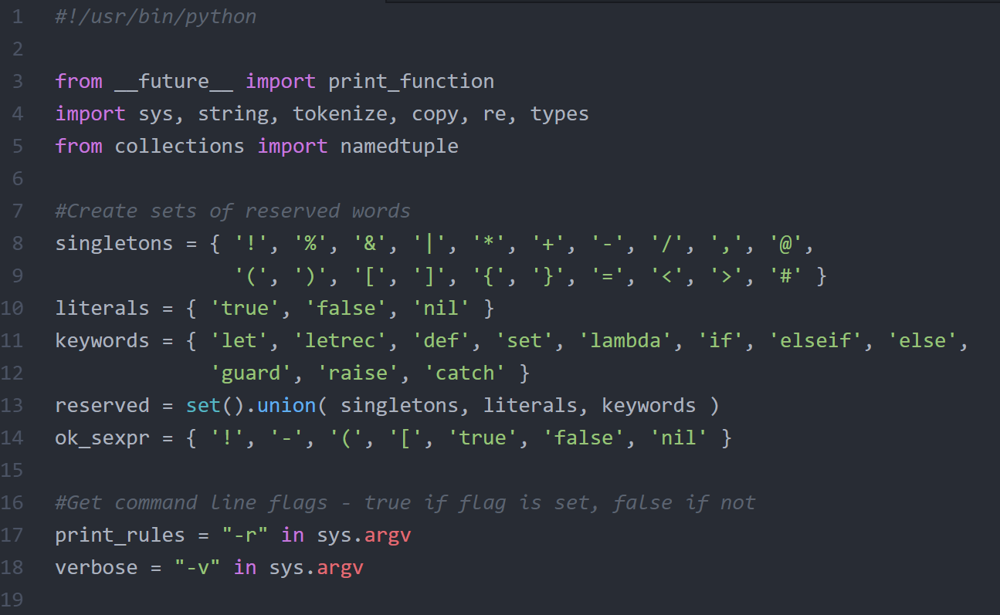 1 #!/usr/bin/python
2
3 from __future__ import print_function
4 import sys, string, tokenize, copy, re, types
5 from collections import namedtuple
6
7 #Create sets of reserved words
8 singletons = { '!', '%', '&', '|', '*', '+', '-', '/', ',', '@',
9                '(', ')', '[', ']', '{', '}', '=', '<', '>', '#' }
10 literals = { 'true', 'false', 'nil' }
11 keywords = { 'let', 'letrec', 'def', 'set', 'lambda', 'if', 'elseif', 'else',
12              'guard', 'raise', 'catch' }
13 reserved = set().union( singletons, literals, keywords )
14 ok_sexpr = { '!', '-', '(', '[', 'true', 'false', 'nil' }
15
16 #Get command line flags - true if flag is set, false if not
17 print_rules = "-r" in sys.argv
18 verbose = "-v" in sys.argv
19